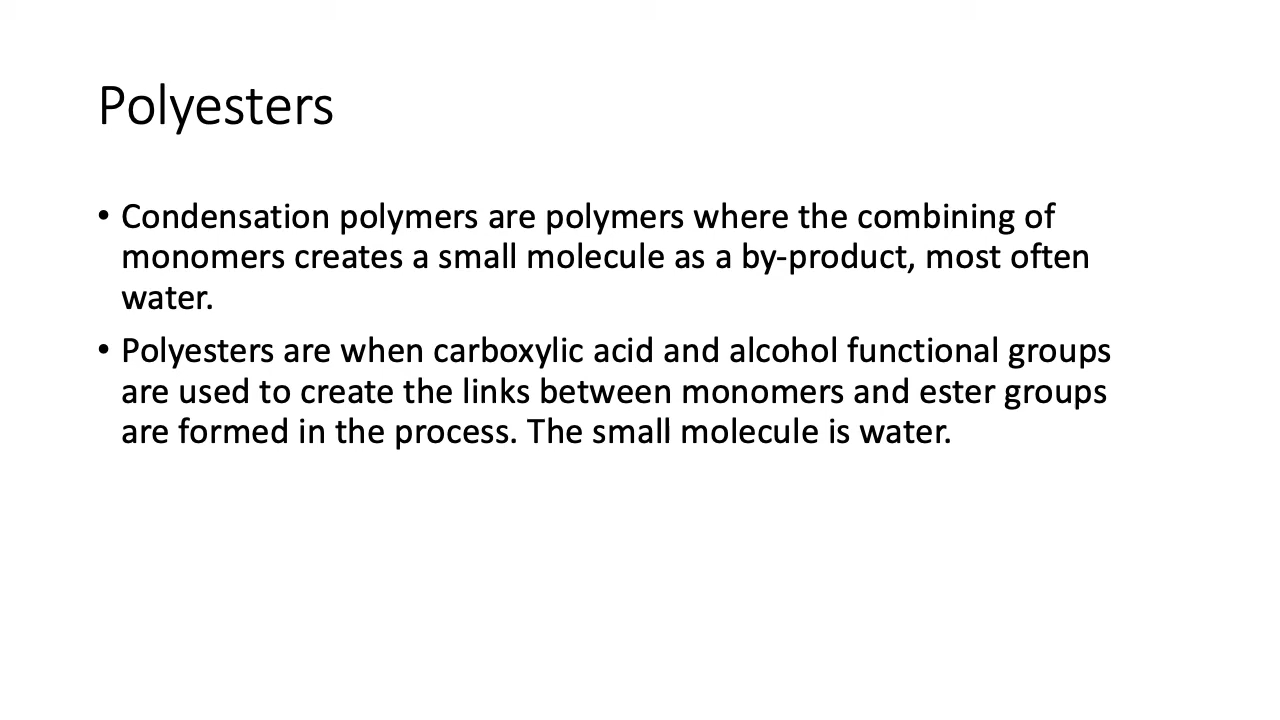 Polyesters
• Condensation polymers are polymers where the combining of
monomers creates a small molecule as a by-product, most often
water.
• Polyesters are when carboxylic acid and alcohol functional groups
are used to create the links between monomers and ester groups
are formed in the process. The small molecule is water.